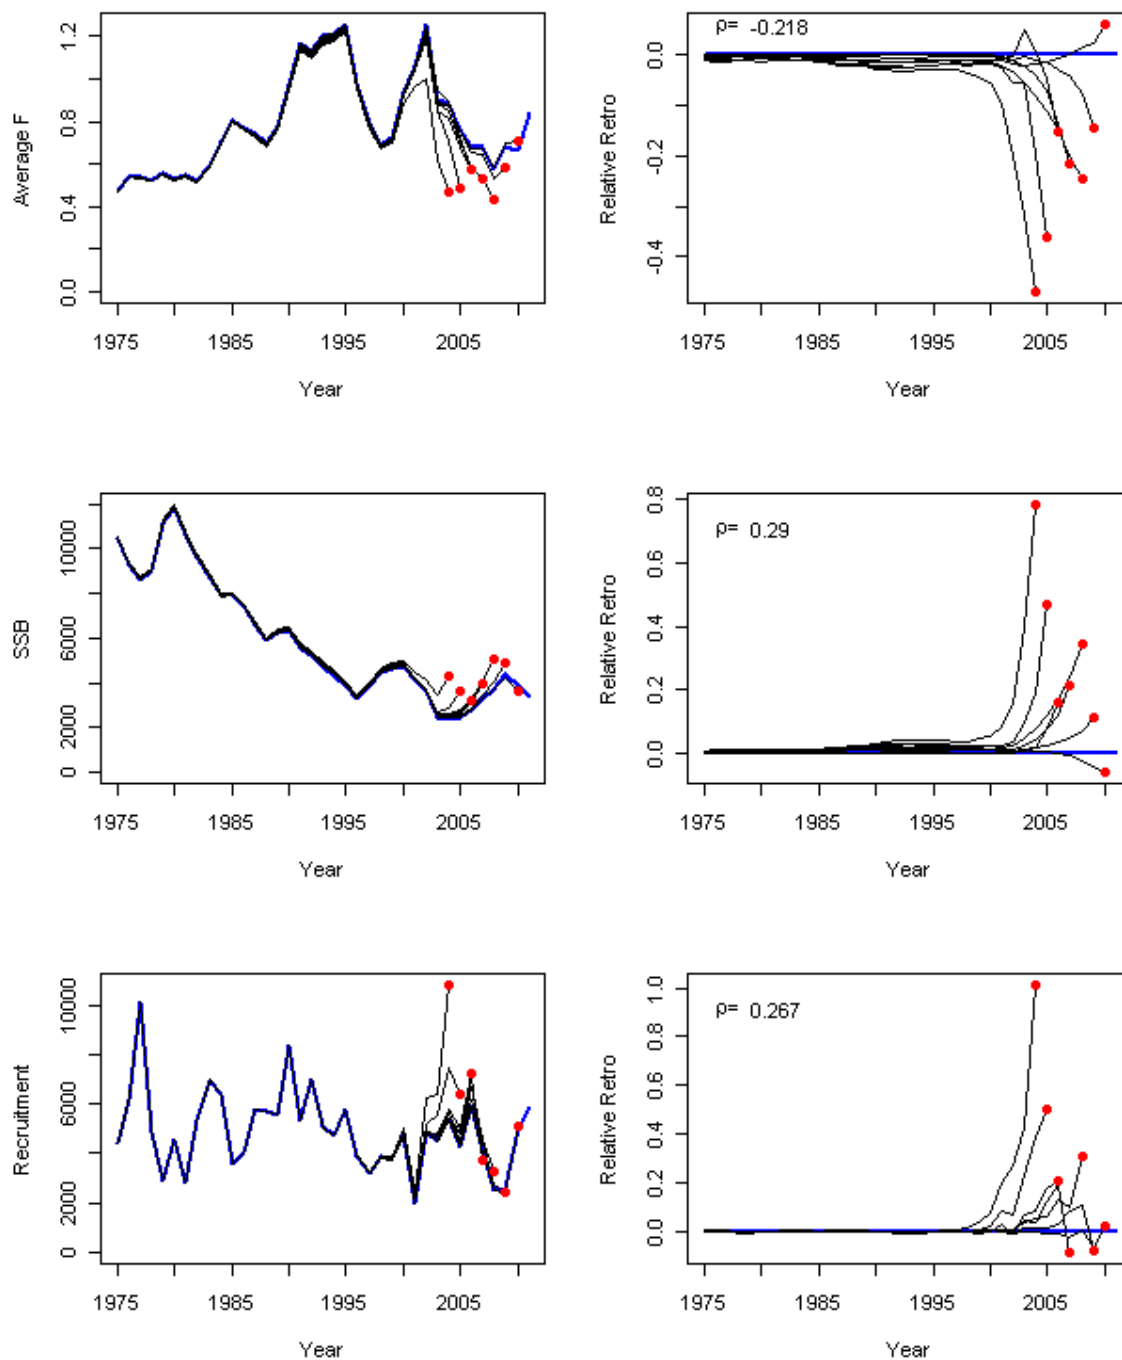 Average F
0.0 0.4 0.8 1.2
1975 1985 1995 2005
Year
Relative Retro
-0.4 -0.2 0.0
ρ= -0.218
1975 1985 1995 2005
Year
SSB
0 2000 6000 10000
1975 1985 1995 2005
Year
Relative Retro
0.0 0.2 0.4 0.6 0.8
ρ= 0.29
1975 1985 1995 2005
Year
Recruitment
0 2000 6000 10000
1975 1985 1995 2005
Year
Relative Retro
0.0 0.2 0.4 0.6 0.8 1.0
ρ= 0.267
1975 1985 1995 2005
Year